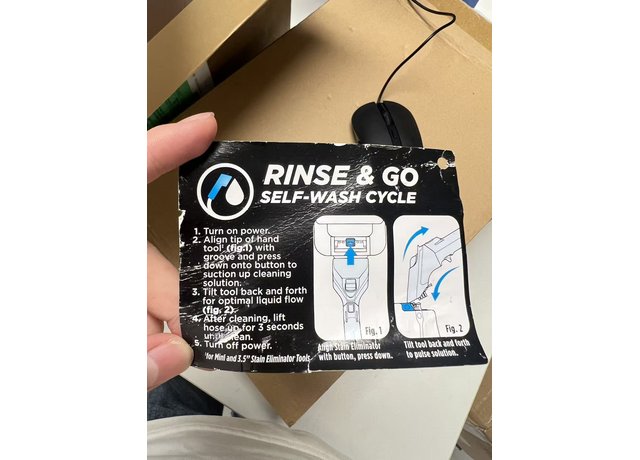 RINSE & GO
SELF-WASH CYCLE
1. Turn on power.
2. Align tip of hand
tool* (fig.1) with
groove and press
down onto button to
suction up cleaning
solution.
3. Tilt tool back and forth
for optimal liquid flow
(fig. 2).
4. After cleaning, lift
hose up for 3 seconds
until clean.
5. Turn off power.
*for Mini and 3.5" Stain Eliminator Tools
Fig. 1
Align Stain Eliminator
with button, press down.
Fig. 2
Tilt tool back and forth
to pulse solution.